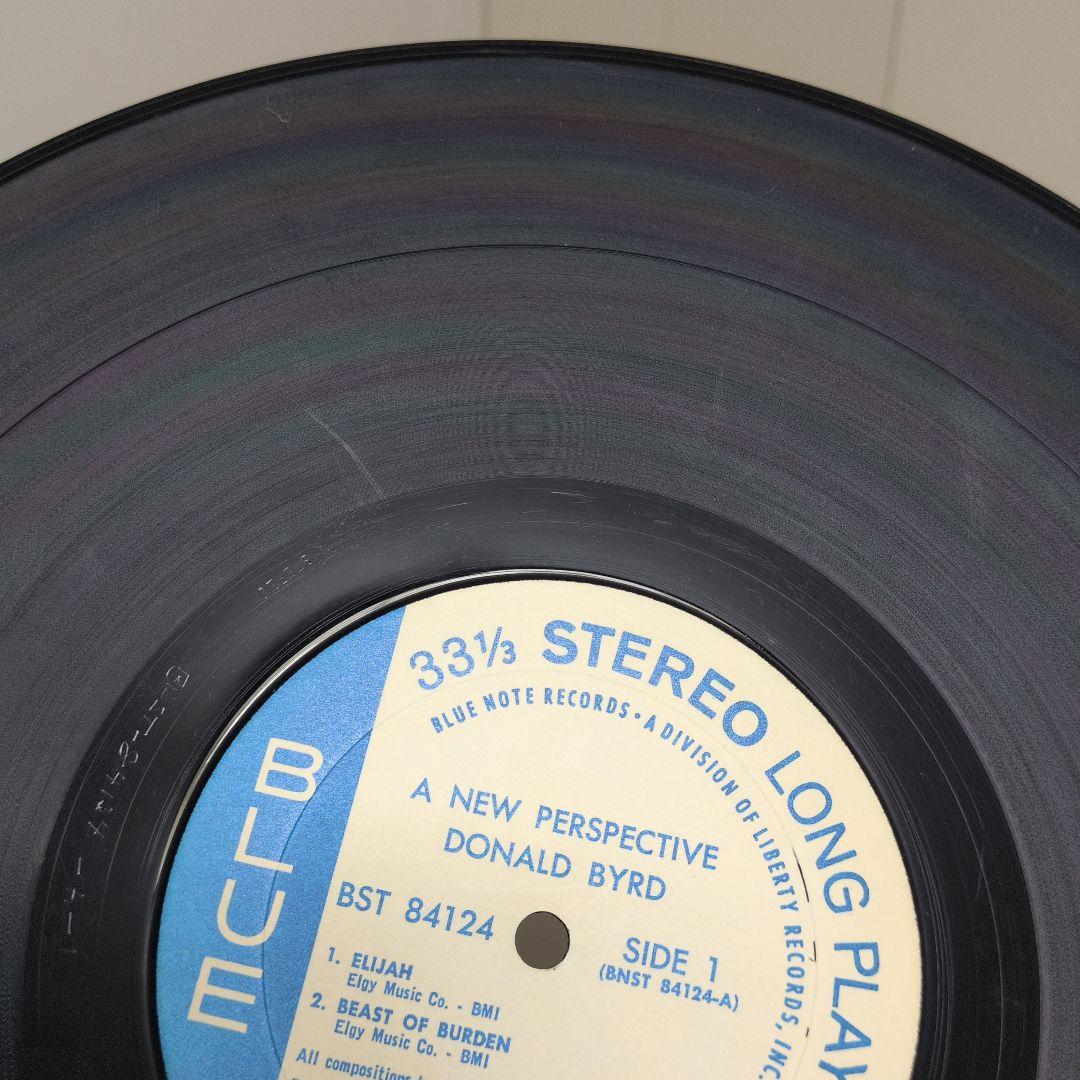 33⅓ STEREO LONG PLAY
BLUE NOTE RECORDS • A DIVISION OF LIBERTY RECORDS, INC.
BLUE
A NEW PERSPECTIVE
DONALD BYRD
BST 84124
SIDE 1
(BNST 84124-A)
1. ELIJAH
Elgy Music Co. - BMI
2. BEAST OF BURDEN
Elgy Music Co. - BMI
All compositions